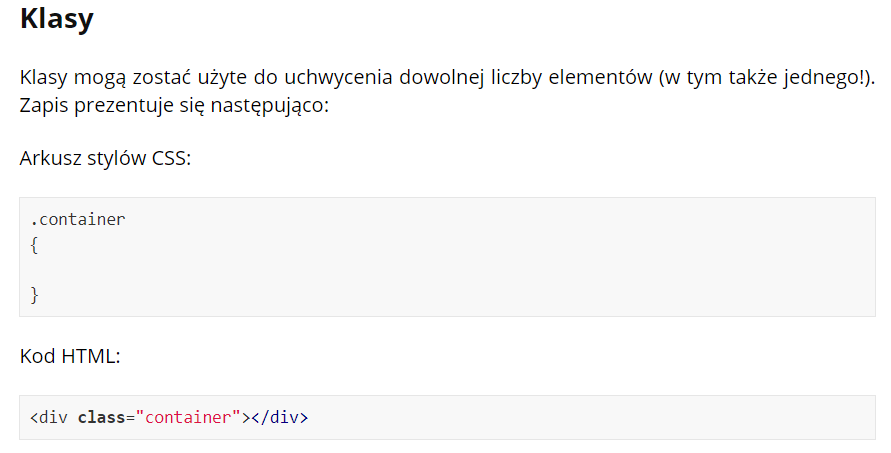 Klasy
Klasy mogą zostać użyte do uchwycenia dowolnej liczby elementów (w tym także jednego!).
Zapis prezentuje się następująco:
Arkusz stylów CSS:
.container
{
}
Kod HTML:
<div class="container"></div>